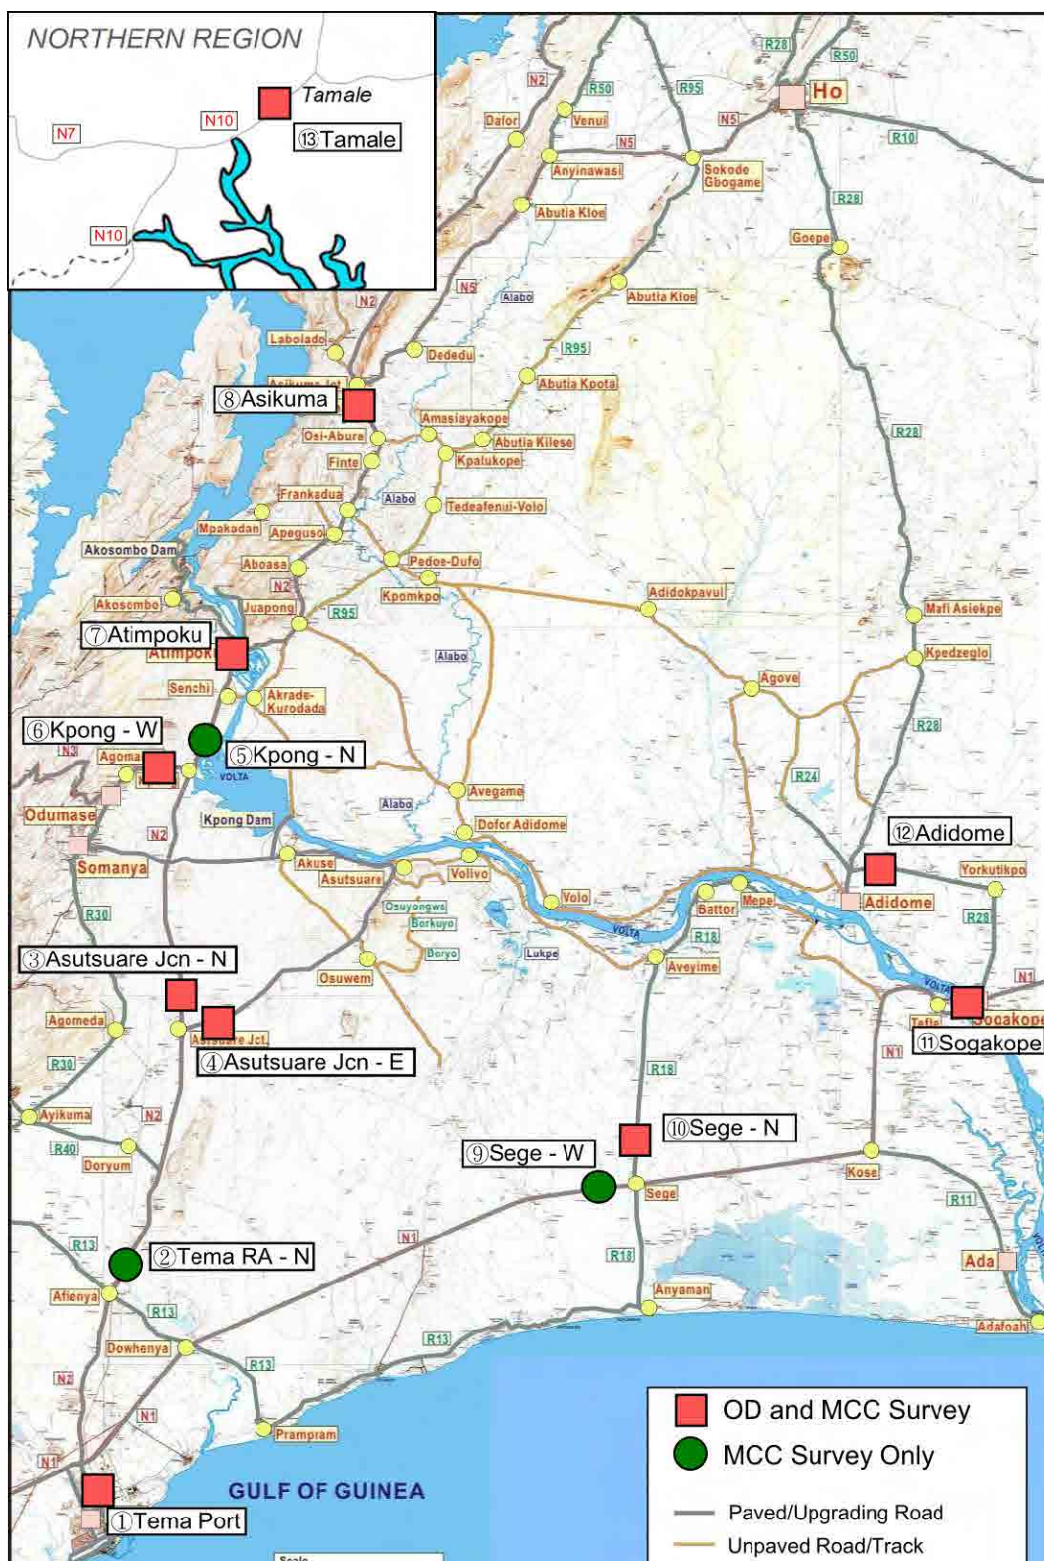 NORTHERN REGION
Tamale
⑬Tamale
N10
N7
N10
R28
R50
Ho
N2
R50
R95
Dafor
Venui
N5
N5
R10
Anyinawasi
Sokode
Gbogame
Abutia Kloe
R28
Goepe
N5
N2
Alabo
Abutia Kloe
Labolado
Dededu
R95
Abutia Kpota
⑧Asikuma
Amasiayakope
Osi-Abura
Abutia Kilese
R28
Finte
Kpalukope
Frankadua
Alabo
Tedeafenui-Volo
Mpakadan
Apeguso
Akosombo Dam
Aboasa
Pedoe-Dufo
N2
Kpomkpo
Akosombo
Juapong
R95
Adidokpavul
Mafi Asiekpe
⑦Atimpoku
Alabo
Kpedzeglo
Senchi
Akrade-
Kurodada
Agove
⑥Kpong - W
R28
N3
⑤Kpong - N
VOLTA
R24
Odumase
Kpong Dam
Alabo
Avegame
N2
Dofor Adidome
⑫Adidome
Somanya
Akuse
Asutsuare
Volivo
Yorkutikpo
R30
Osuyongwa
Volo
Battor
Mepe
Adidome
Borkuyo
VOLTA
R18
R28
③Asutsuare Jcn - N
Boryo
Lukpe
Osuwem
Aveyime
VOLTA
N1
Agomeda
Tefle
Sogakope
④Asutsuare Jcn - E
⑪Sogakope
R30
R18
N1
Ayikuma
N2
R40
Doryum
⑩Sege - N
⑨Sege - W
Kose
Sege
R11
R13
N1
R18
②Tema RA - N
Ada
VOLTA
Afienya
R13
Anyaman
Adafoah
Dowhenya
R13
R13
N2
N1
Prampram
N1
GULF OF GUINEA
①Tema Port
OD and MCC Survey
MCC Survey Only
Paved/Upgrading Road
Unpaved Road/Track
Scale